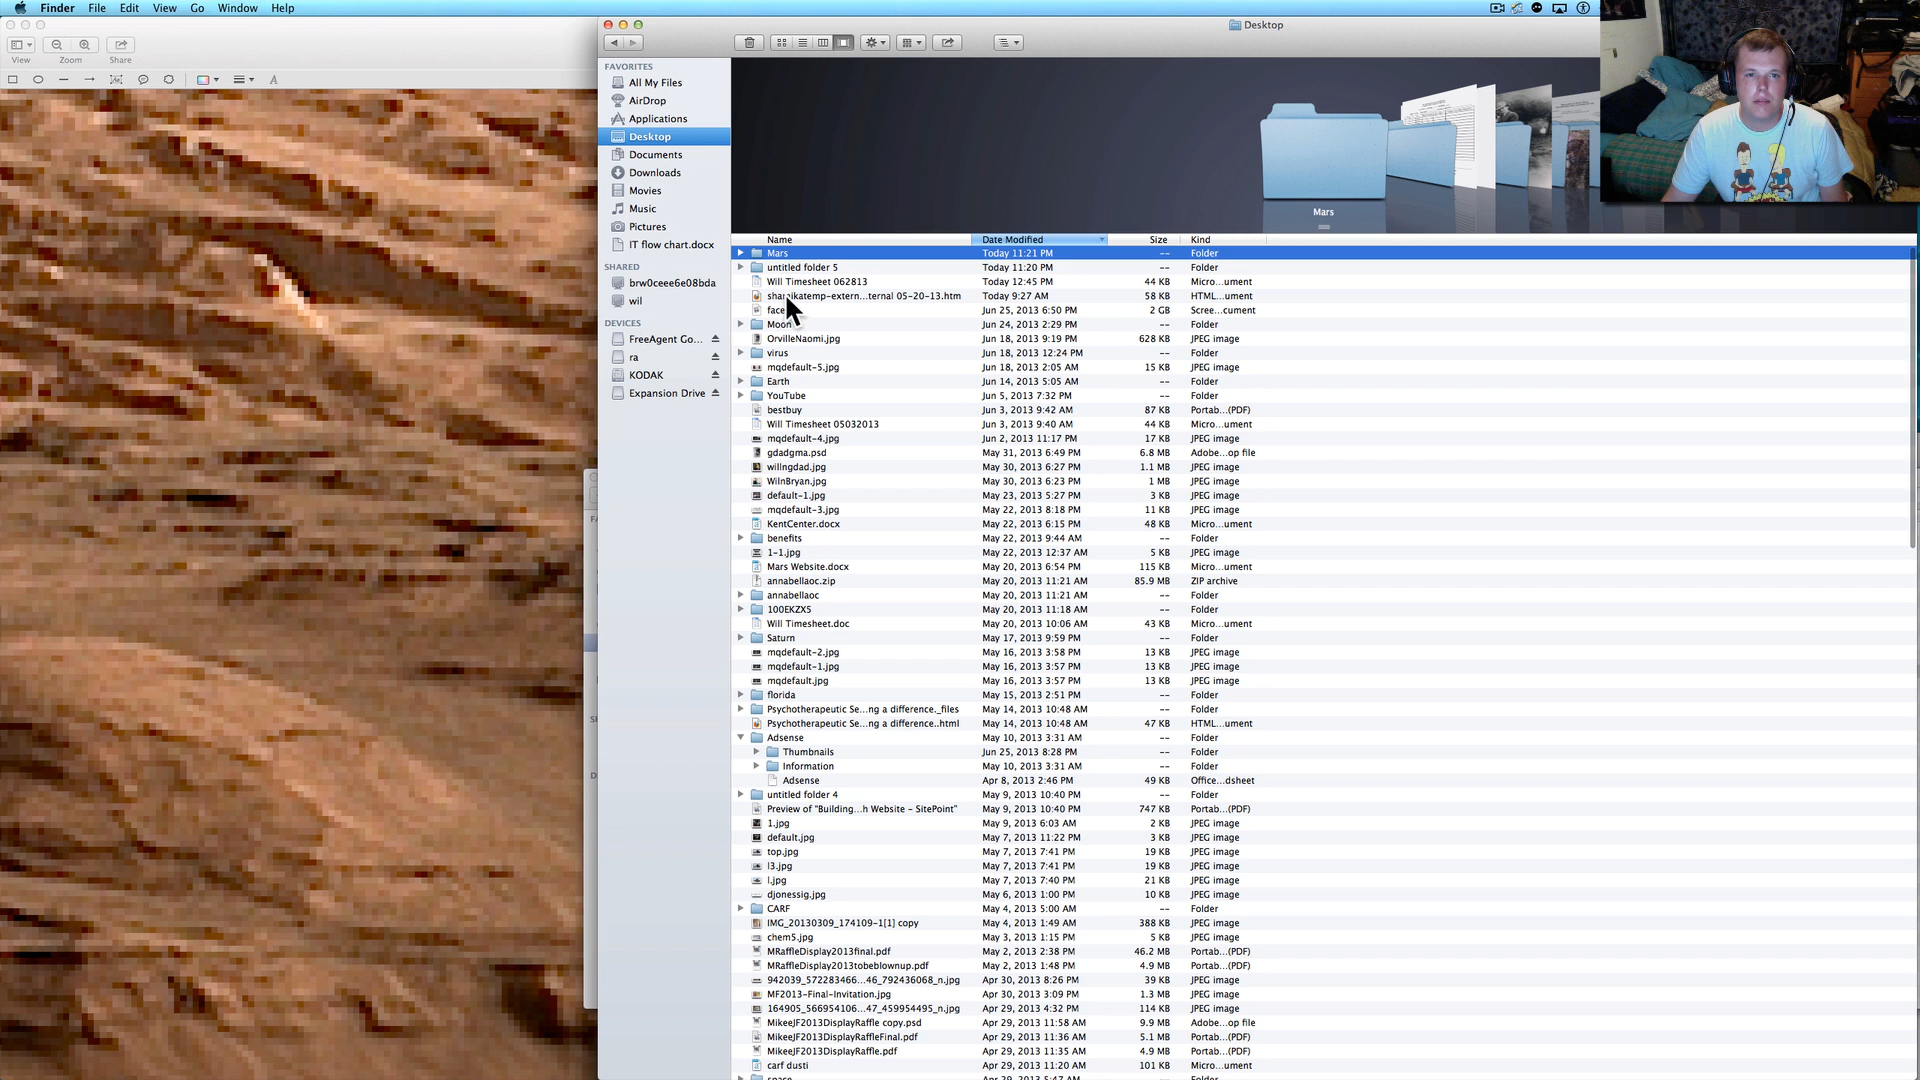 Finder File Edit View Go Window Help
Desktop
View Zoom Share
A
FAVORITES
All My Files
AirDrop
Applications
Desktop
Documents
Downloads
Movies
Music
Pictures
IT flow chart.docx
SHARED
brw0ceee6e08bda
wil
DEVICES
FreeAgent Go...
ra
KODAK
Expansion Drive
Mars
Name Date Modified Size Kind
Mars Today 11:21 PM -- Folder
untitled folder 5 Today 11:20 PM -- Folder
Will Timesheet 062813 Today 12:45 PM 44 KB Micro...ument
Today 9:27 AM 58 KB HTML...ument
Jun 25, 2013 6:50 PM 2 GB Scree...cument
Moon Jun 24, 2013 2:29 PM -- Folder
OrvilleNaomi.jpg Jun 18, 2013 9:19 PM 628 KB JPEG image
virus Jun 18, 2013 12:24 PM -- Folder
mqdefault-5.jpg Jun 18, 2013 2:05 AM 15 KB JPEG image
Earth Jun 14, 2013 5:05 AM -- Folder
YouTube Jun 5, 2013 7:32 PM -- Folder
bestbuy Jun 3, 2013 9:42 AM 87 KB Portab...(PDF)
Will Timesheet 05032013 Jun 3, 2013 9:40 AM 44 KB Micro...ument
mqdefault-4.jpg Jun 2, 2013 11:17 PM 17 KB JPEG image
gdadgma.psd May 31, 2013 6:49 PM 6.8 MB Adobe...op file
willngdad.jpg May 30, 2013 6:27 PM 1.1 MB JPEG image
WilnBryan.jpg May 30, 2013 6:23 PM 1 MB JPEG image
default-1.jpg May 23, 2013 5:27 PM 3 KB JPEG image
mqdefault-3.jpg May 22, 2013 8:18 PM 11 KB JPEG image
KentCenter.docx May 22, 2013 6:15 PM 48 KB Micro...ument
benefits May 22, 2013 9:44 AM -- Folder
1-1.jpg May 22, 2013 12:37 AM 5 KB JPEG image
Mars Website.docx May 20, 2013 6:54 PM 115 KB Micro...ument
annabellaoc.zip May 20, 2013 11:21 AM 85.9 MB ZIP archive
annabellaoc May 20, 2013 11:21 AM -- Folder
100EKZX5 May 20, 2013 11:18 AM -- Folder
Will Timesheet.doc May 20, 2013 10:06 AM 43 KB Micro...ument
Saturn May 17, 2013 9:59 PM -- Folder
mqdefault-2.jpg May 16, 2013 3:58 PM 13 KB JPEG image
mqdefault-1.jpg May 16, 2013 3:57 PM 13 KB JPEG image
mqdefault.jpg May 16, 2013 3:57 PM 13 KB JPEG image
florida May 15, 2013 2:51 PM -- Folder
Psychotherapeutic Se...ng a difference._files May 14, 2013 10:48 AM -- Folder
Psychotherapeutic Se...ng a difference..html May 14, 2013 10:48 AM 47 KB HTML...ument
Adsense May 10, 2013 3:31 AM -- Folder
Thumbnails Jun 25, 2013 8:28 PM -- Folder
Information May 10, 2013 3:31 AM -- Folder
Adsense Apr 8, 2013 2:46 PM 49 KB Office...dsheet
untitled folder 4 May 9, 2013 10:40 PM -- Folder
Preview of "Building...h Website - SitePoint" May 9, 2013 10:40 PM 747 KB Portab...(PDF)
1.jpg May 9, 2013 6:03 AM 2 KB JPEG image
default.jpg May 7, 2013 11:22 PM 3 KB JPEG image
top.jpg May 7, 2013 7:41 PM 19 KB JPEG image
l3.jpg May 7, 2013 7:41 PM 19 KB JPEG image
l.jpg May 7, 2013 7:40 PM 21 KB JPEG image
djonessig.jpg May 6, 2013 1:00 PM 10 KB JPEG image
CARF May 4, 2013 5:00 AM -- Folder
IMG_20130309_174109-1[1] copy May 4, 2013 1:49 AM 388 KB JPEG image
chem5.jpg May 3, 2013 1:15 PM 5 KB JPEG image
MRaffleDisplay2013final.pdf May 2, 2013 2:38 PM 46.2 MB Portab...(PDF)
MRaffleDisplay2013tobeblownup.pdf May 2, 2013 1:48 PM 4.9 MB Portab...(PDF)
942039_572283466...46_792436068_n.jpg Apr 30, 2013 8:26 PM 39 KB JPEG image
MF2013-Final-Invitation.jpg Apr 30, 2013 3:09 PM 1.3 MB JPEG image
164905_566954106...47_459954495_n.jpg Apr 29, 2013 4:32 PM 114 KB JPEG image
MikeeJF2013DisplayRaffle copy.psd Apr 29, 2013 11:58 AM 9.9 MB Adobe...op file
MikeeJF2013DisplayRaffleFinal.pdf Apr 29, 2013 11:36 AM 5.1 MB Portab...(PDF)
MikeeJF2013DisplayRaffle.pdf Apr 29, 2013 11:35 AM 4.9 MB Portab...(PDF)
carf dusti Apr 29, 2013 11:20 AM 101 KB Micro...ument